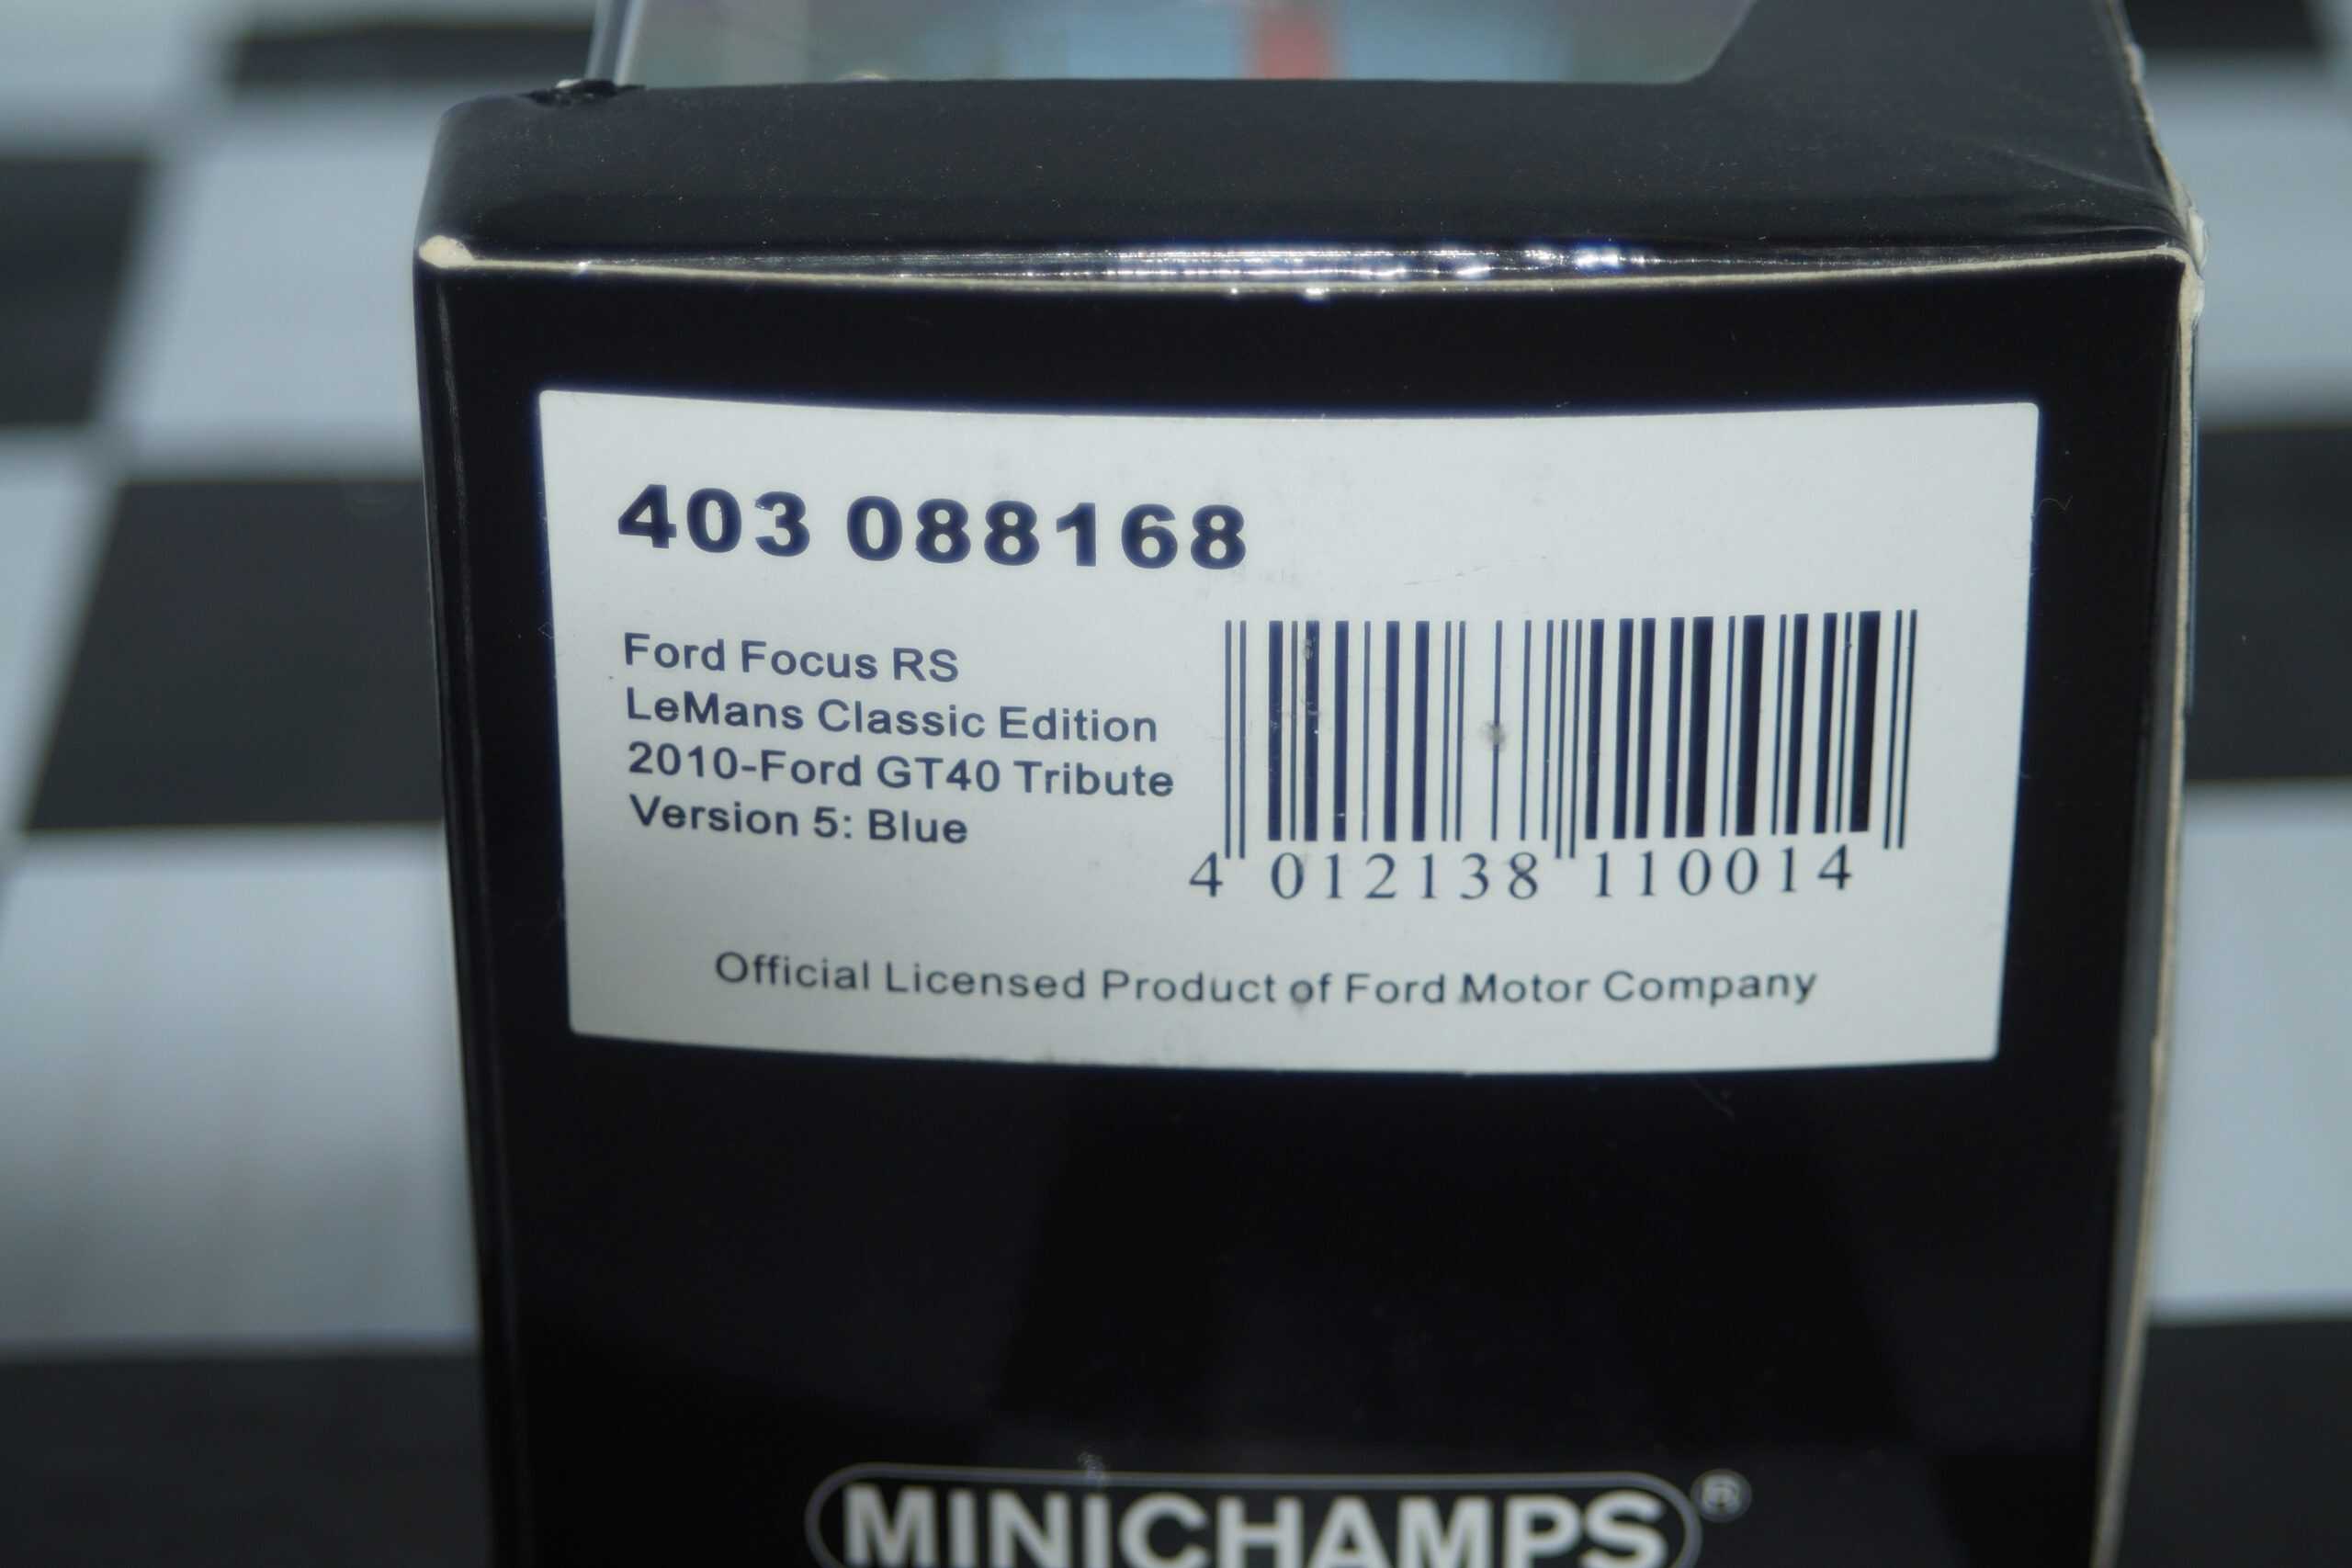 403 088168
Ford Focus RS
LeMans Classic Edition
2010-Ford GT40 Tribute
Version 5: Blue
4 012138 110014
Official Licensed Product of Ford Motor Company
MINICHAMPS®